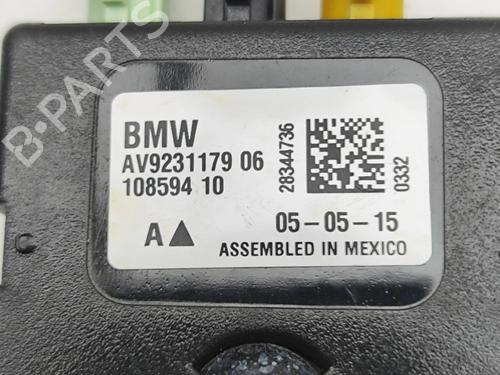 BMW
AV9231179 06
108594 10
A▲
28344736
0332
05-05-15
ASSEMBLED IN MEXICO
B-PARTS